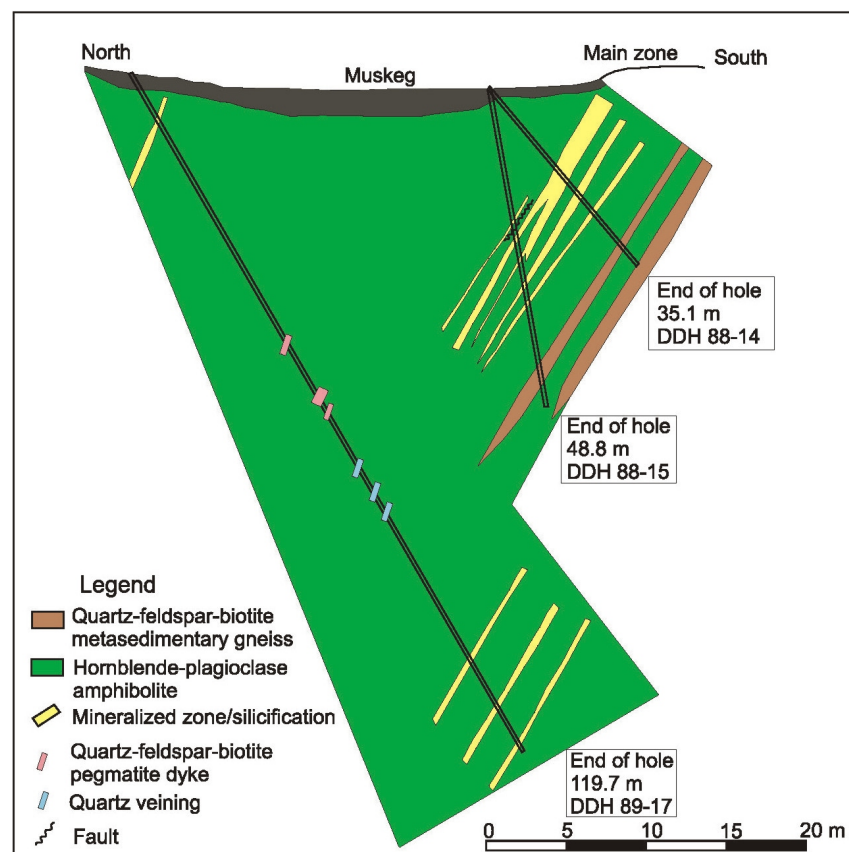 North
Muskeg
Main zone
South
End of hole
35.1 m
DDH 88-14
End of hole
48.8 m
DDH 88-15
Legend
Quartz-feldspar-biotite
metasedimentary gneiss
Hornblende-plagioclase
amphibolite
Mineralized zone/silicification
Quartz-feldspar-biotite
pegmatite dyke
Quartz veining
Fault
End of hole
119.7 m
DDH 89-17
0 5 10 15 20 m